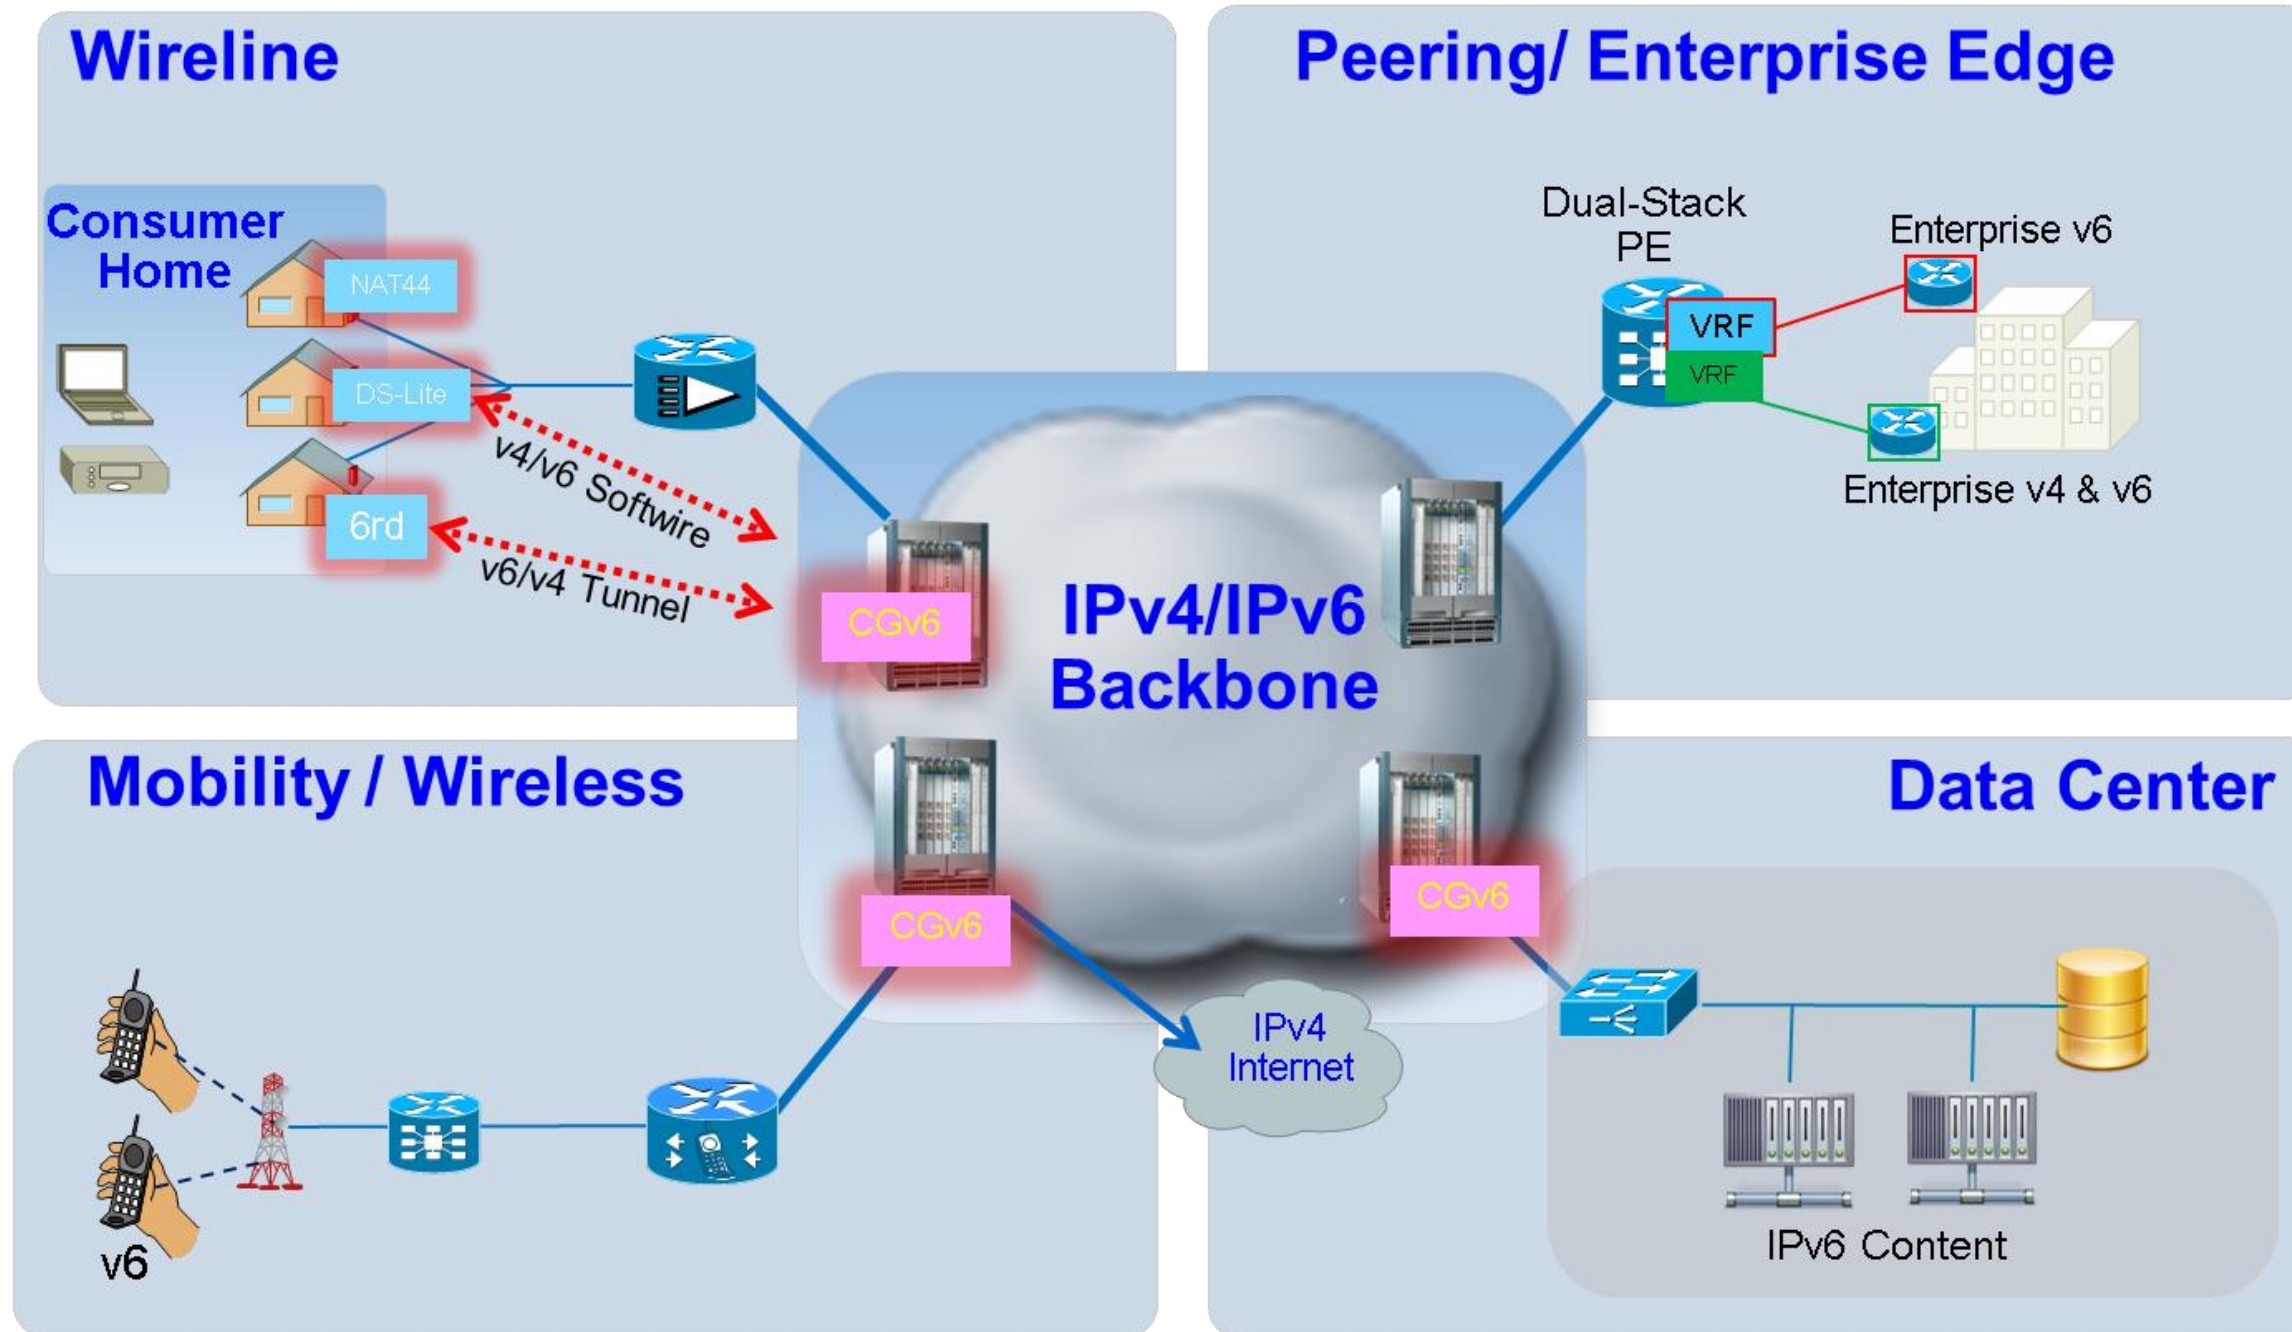 Wireline
Consumer
Home
NAT44
DS-Lite
6rd
v4/v6 Softwire
v6/v4 Tunnel
CGv6
Peering/ Enterprise Edge
Dual-Stack
PE
VRF
VRF
Enterprise v6
Enterprise v4 & v6
IPv4/IPv6
Backbone
Mobility / Wireless
CGv6
v6
IPv4
Internet
Data Center
CGv6
IPv6 Content